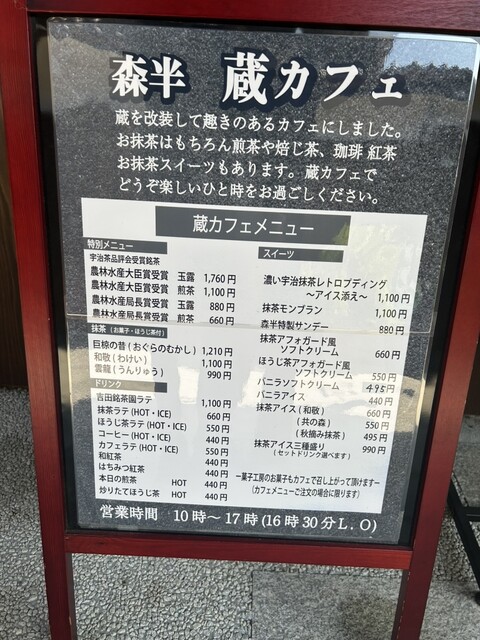 森半 蔵カフェ
蔵を改装して趣きのあるカフェにしました。
お抹茶はもちろん煎茶や焙じ茶、珈琲 紅茶
お抹茶スイーツもあります。蔵カフェで
どうぞ楽しいひと時をお過ごしください。
蔵カフェメニュー
特別メニュー
宇治茶品評会受賞銘茶
農林水産大臣賞受賞 玉露 1,760円
農林水産大臣賞受賞 煎茶 1,100円
農林水産局長賞受賞 玉露 880円
農林水産局長賞受賞 煎茶 660円
抹茶 (お菓子・ほうじ茶付)
巨椋の昔(おぐらのむかし) 1,210円
和敬(わけい) 1,100円
雲龍(うんりゅう) 990円
ドリンク
吉田銘茶園ラテ 1,100円
抹茶ラテ(HOT・ICE) 660円
ほうじ茶ラテ(HOT・ICE) 550円
コーヒー(HOT・ICE) 440円
カフェラテ(HOT・ICE) 550円
和紅茶 440円
はちみつ紅茶 440円
本日の煎茶 HOT 440円
炒りたてほうじ茶 HOT 440円
スイーツ
濃い宇治抹茶レトロプディング
～アイス添え～ 1,100円
抹茶モンブラン 1,100円
森半特製サンデー 880円
抹茶アフォガード風
ソフトクリーム 660円
ほうじ茶アフォガード風
ソフトクリーム 550円
バニラソフトクリーム 495円
バニラアイス 440円
抹茶アイス(和敬) 660円
(共の森) 550円
(秋摘み抹茶) 495円
抹茶アイス三種盛り 990円
(セットドリンク選べます)
ー菓子工房のお菓子もカフェで召し上がって頂けますー
(カフェメニューご注文の場合に限ります)
営業時間 10時～17時(16時30分L.O)